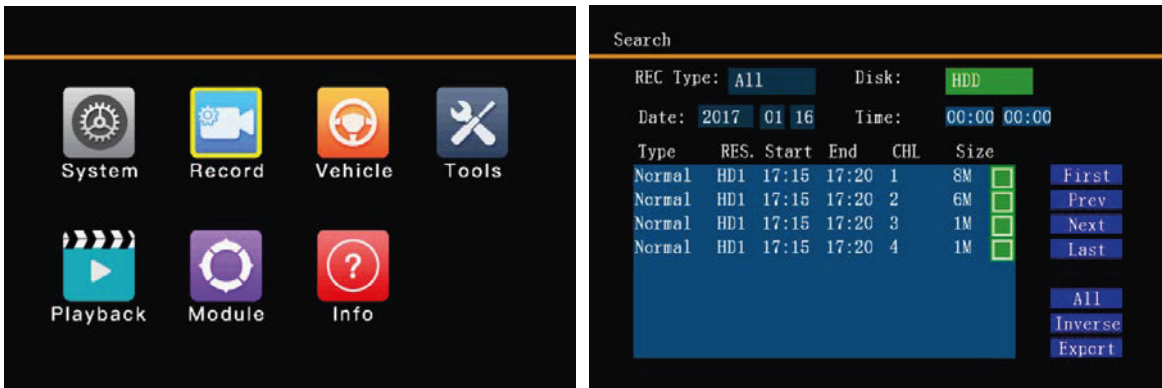 System Record Vehicle Tools
Playback Module Info
?
Search
REC Type: All Disk: HDD
Date: 2017 01 16 Time: 00:00 00:00
Type RES. Start End CHL Size
Normal HD1 17:15 17:20 1 8M First
Normal HD1 17:15 17:20 2 6M Prev
Normal HD1 17:15 17:20 3 1M Next
Normal HD1 17:15 17:20 4 1M Last
All
Inverse
Export